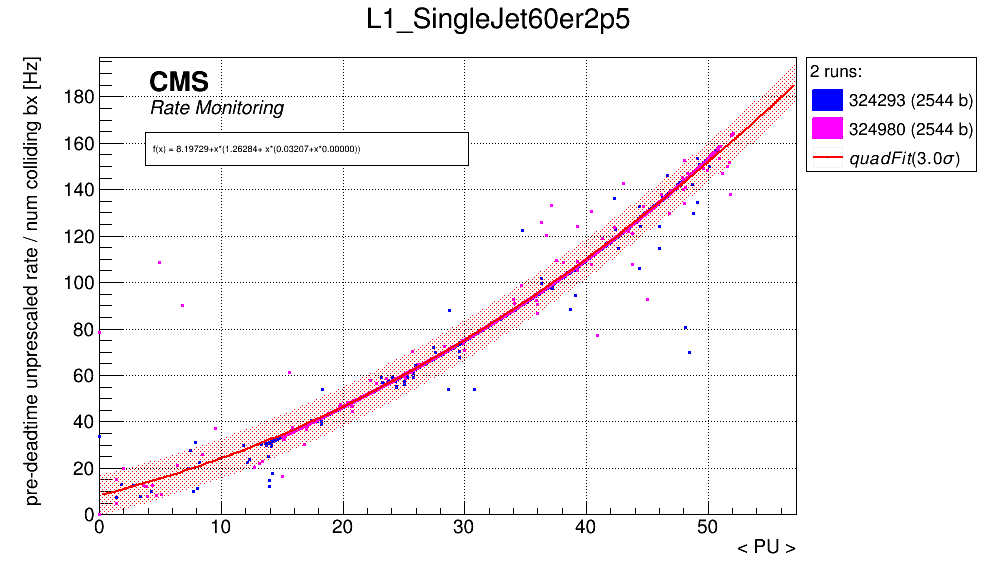 L1_SingleJet60er2p5
pre-deadtime unprescaled rate / num colliding bx [Hz]
CMS
Rate Monitoring
f(x) = 8.19729+x*(1.26284+ x*(0.03207+x*0.00000))
2 runs:
324293 (2544 b)
324980 (2544 b)
quadFit(3.0σ)
180
160
140
120
100
80
60
40
20
0
0 10 20 30 40 50
< PU >